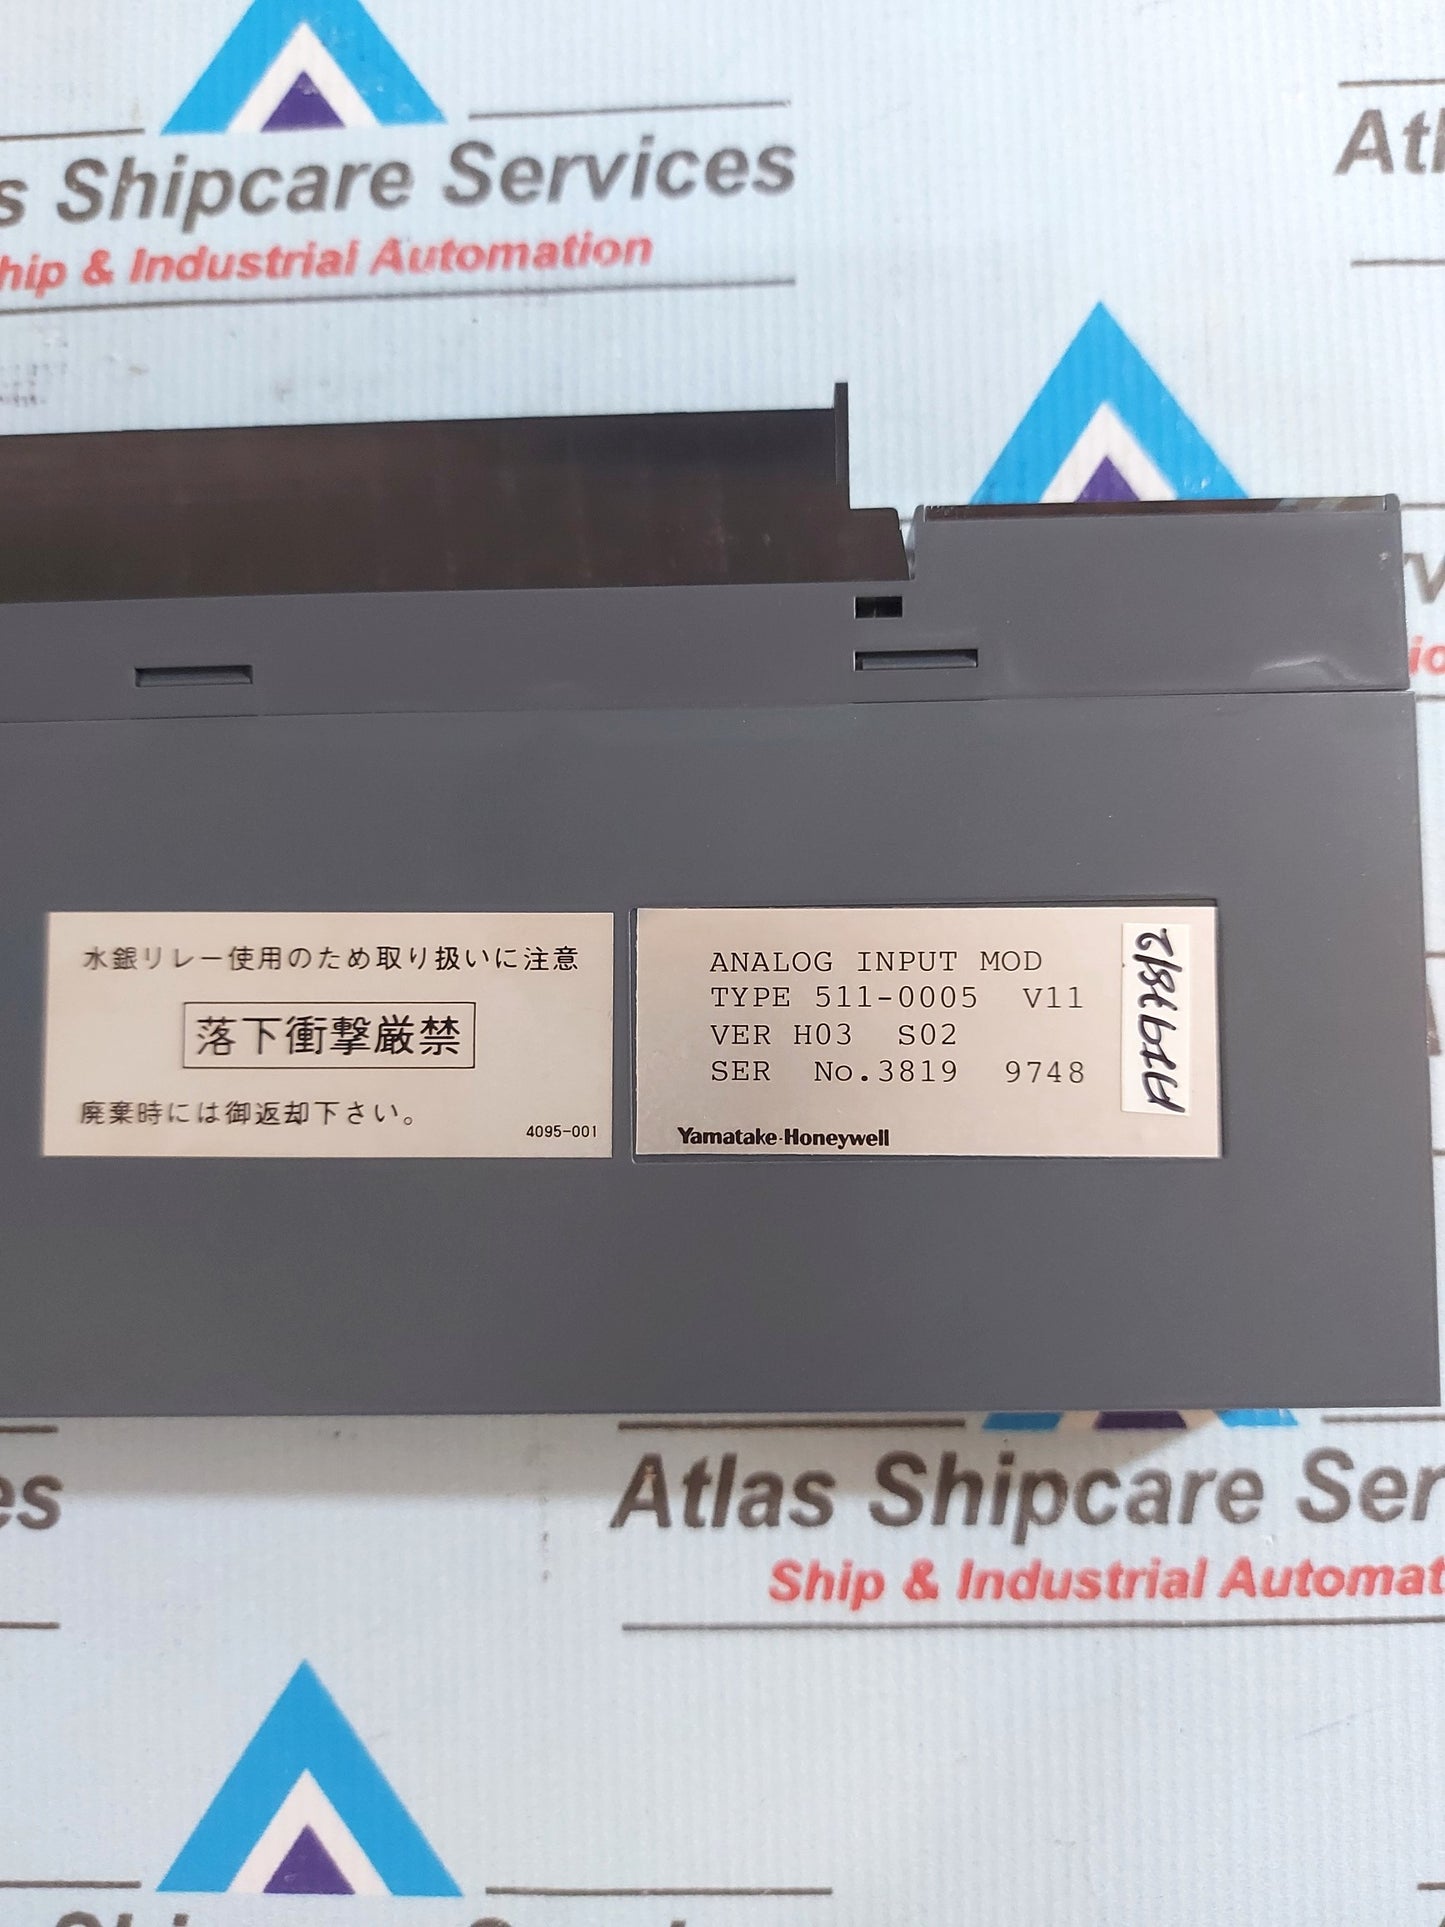 s Shipcare Services
hip & Industrial Automation
Atl
水銀リレー使用のため取り扱いに注意
落下衝撃厳禁
廃棄時には御返却下さい。
4095-001
ANALOG INPUT MOD
TYPE 511-0005 V11
VER H03 S02
SER No.3819 9748
Yamatake-Honeywell
es
Atlas Shipcare Ser
Ship & Industrial Automat